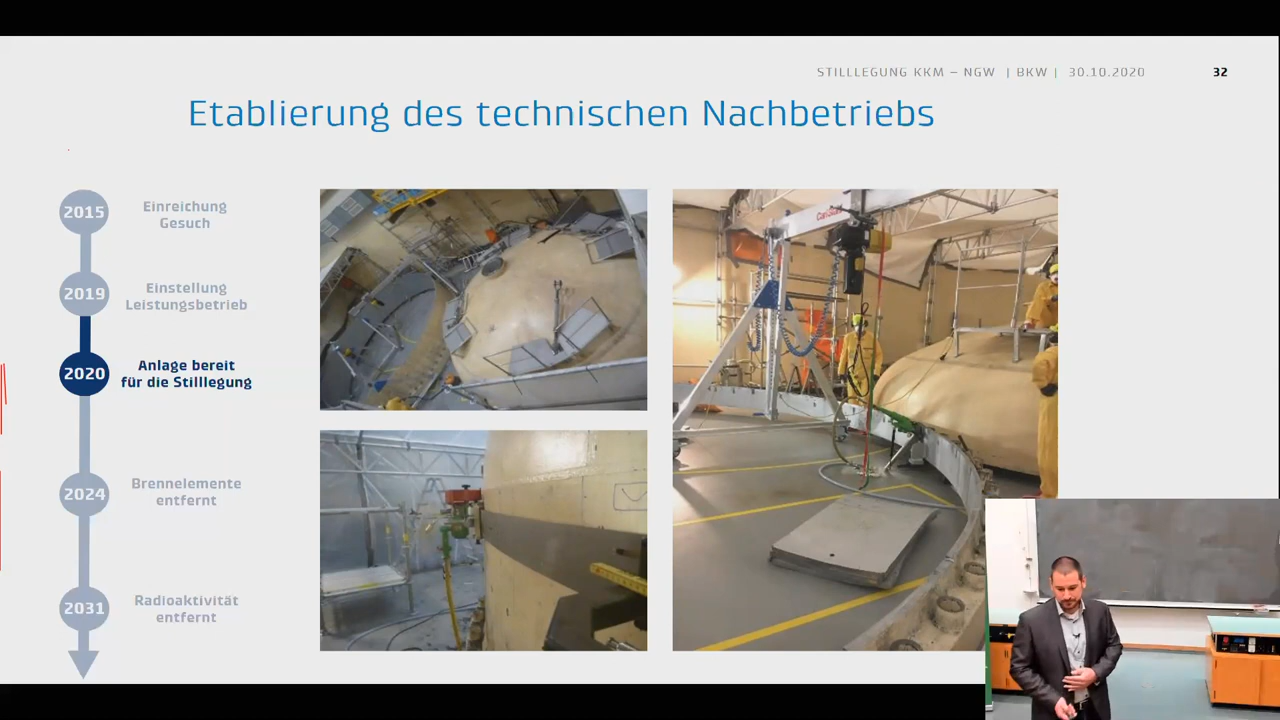 STILLLEGUNG KKM – NGW | BKW | 30.10.2020 32
Etablierung des technischen Nachbetriebs
2015
Einreichung
Gesuch
2019
Einstellung
Leistungsbetrieb
2020
Anlage bereit
für die Stilllegung
2024
Brennelemente
entfernt
2031
Radioaktivität
entfernt